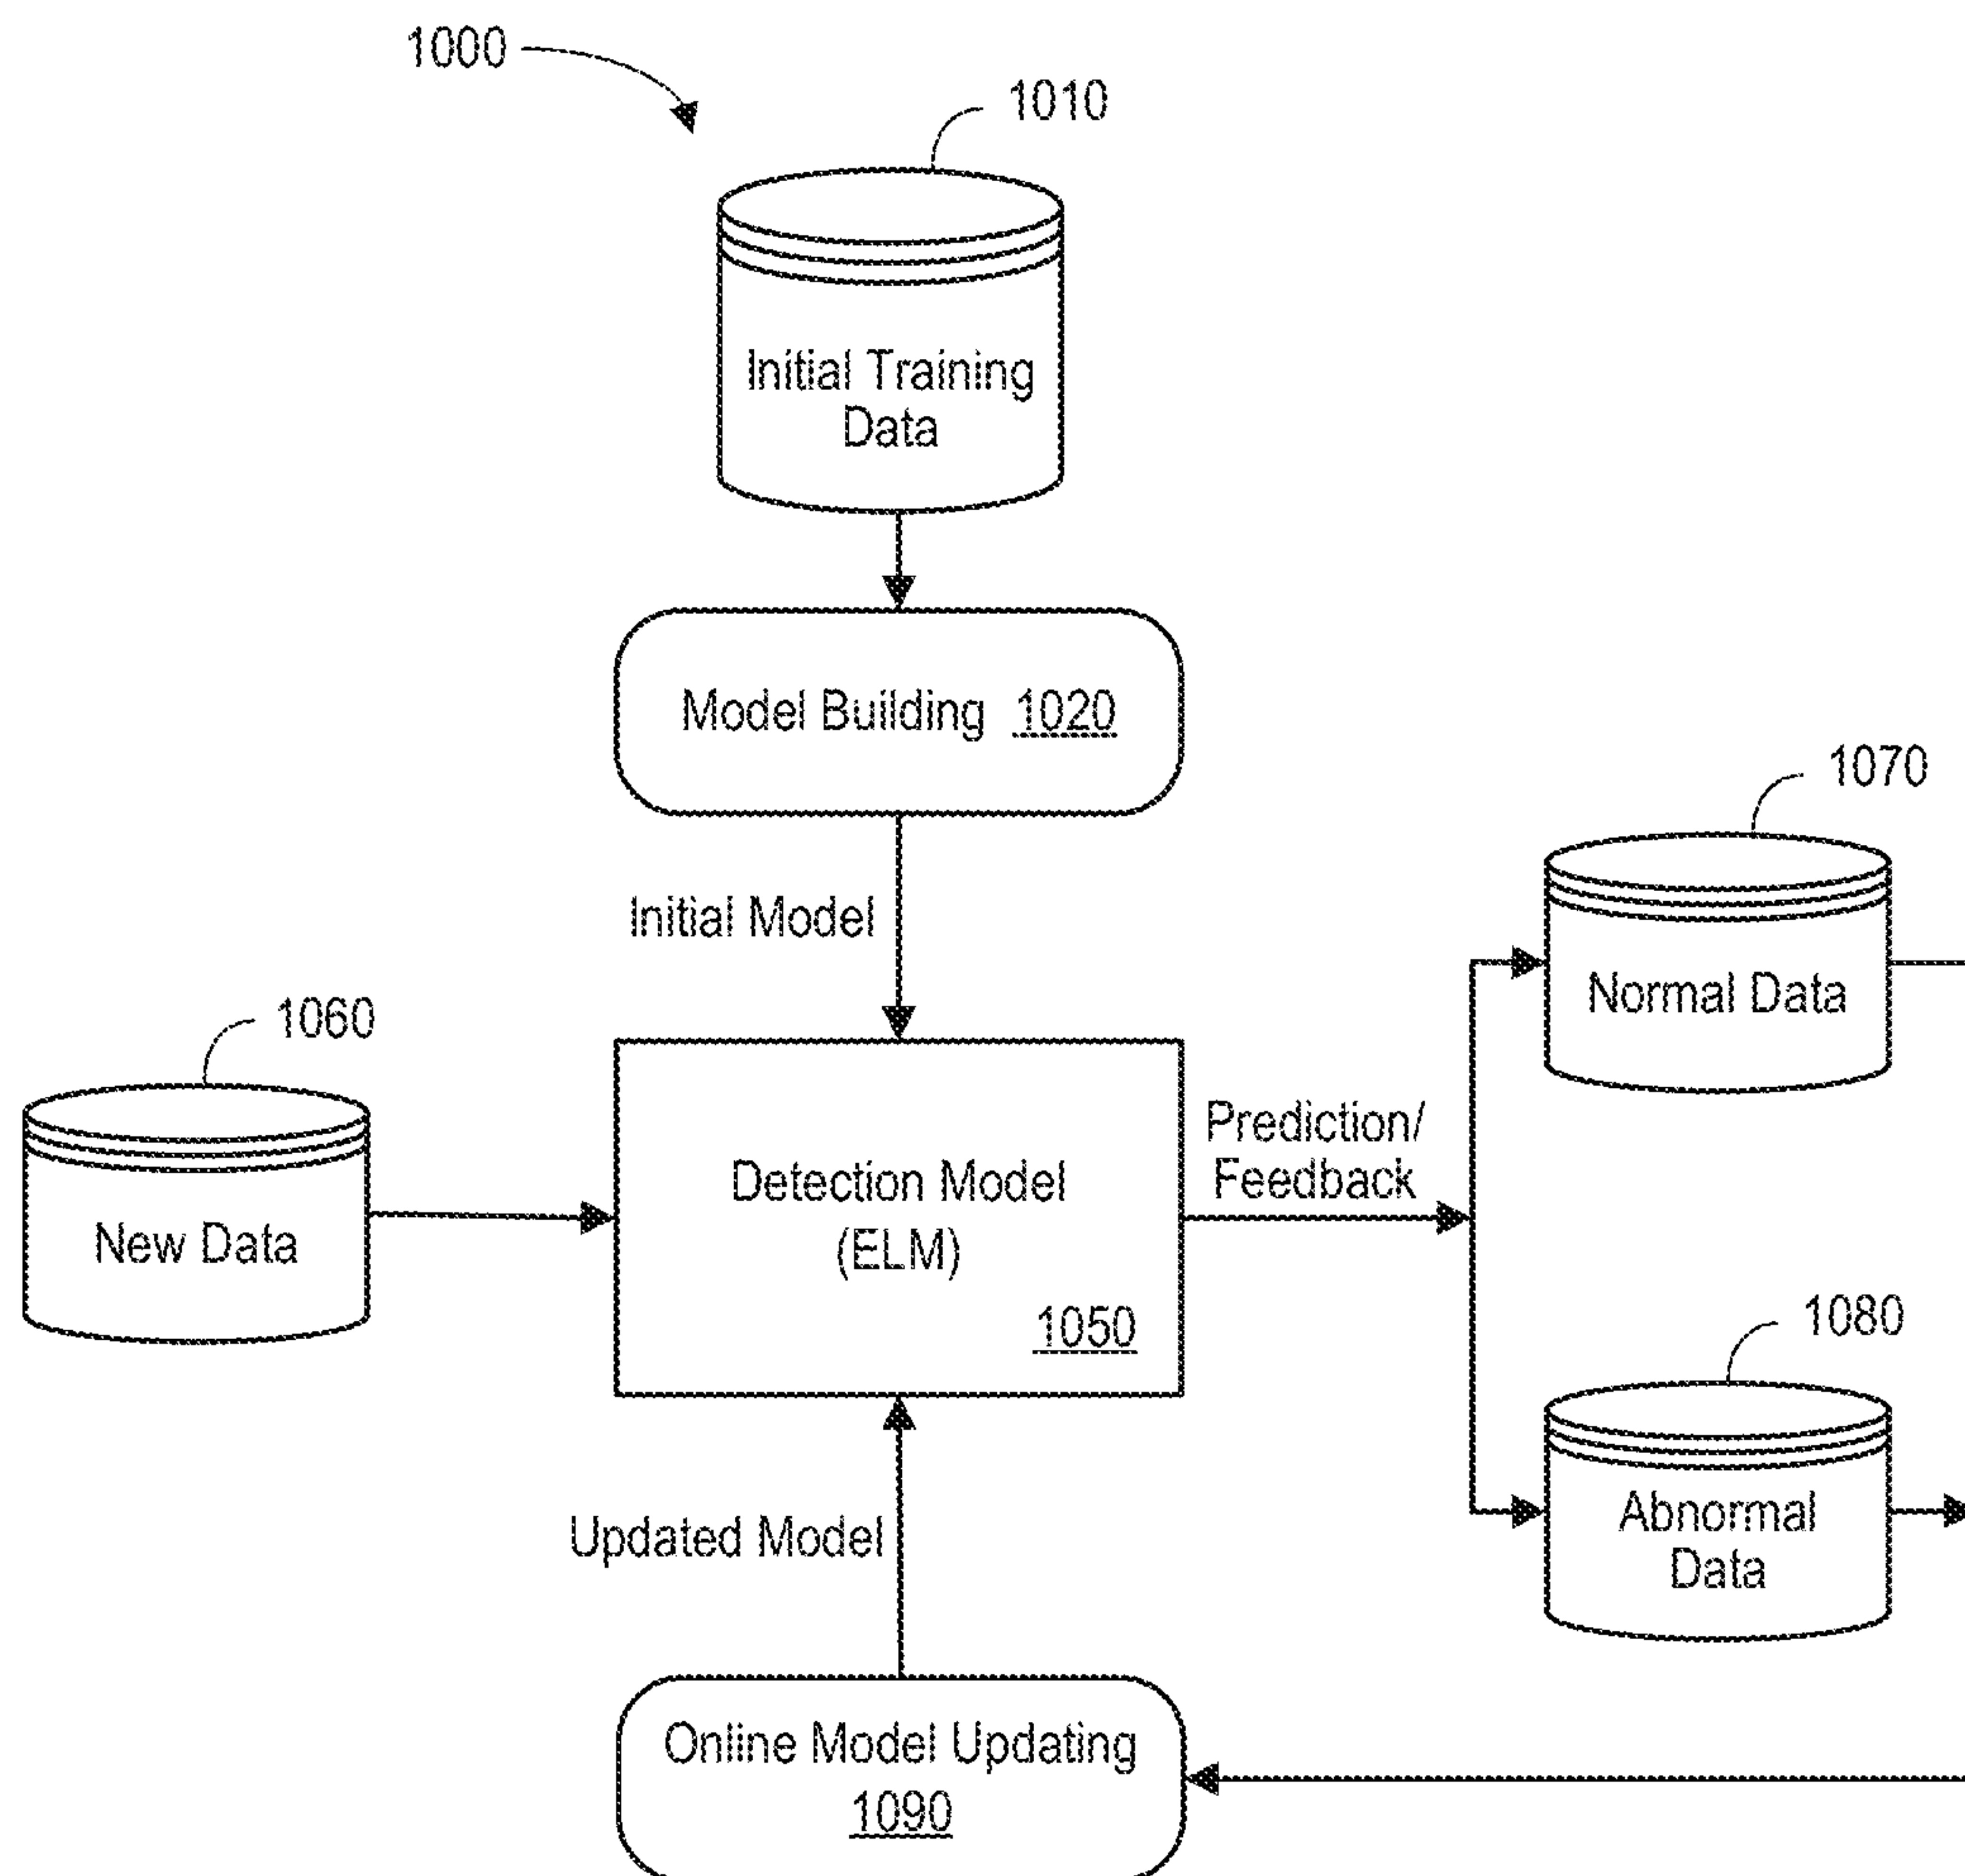 1000
1010
Initial Training
Data
Model Building 1020
1070
Initial Model
Normal Data
1060
Prediction/
Feedback
Detection Model
(ELM)
New Data
1050
1080
Abnormal
Data
Updated Model
Online Model Updating
1090